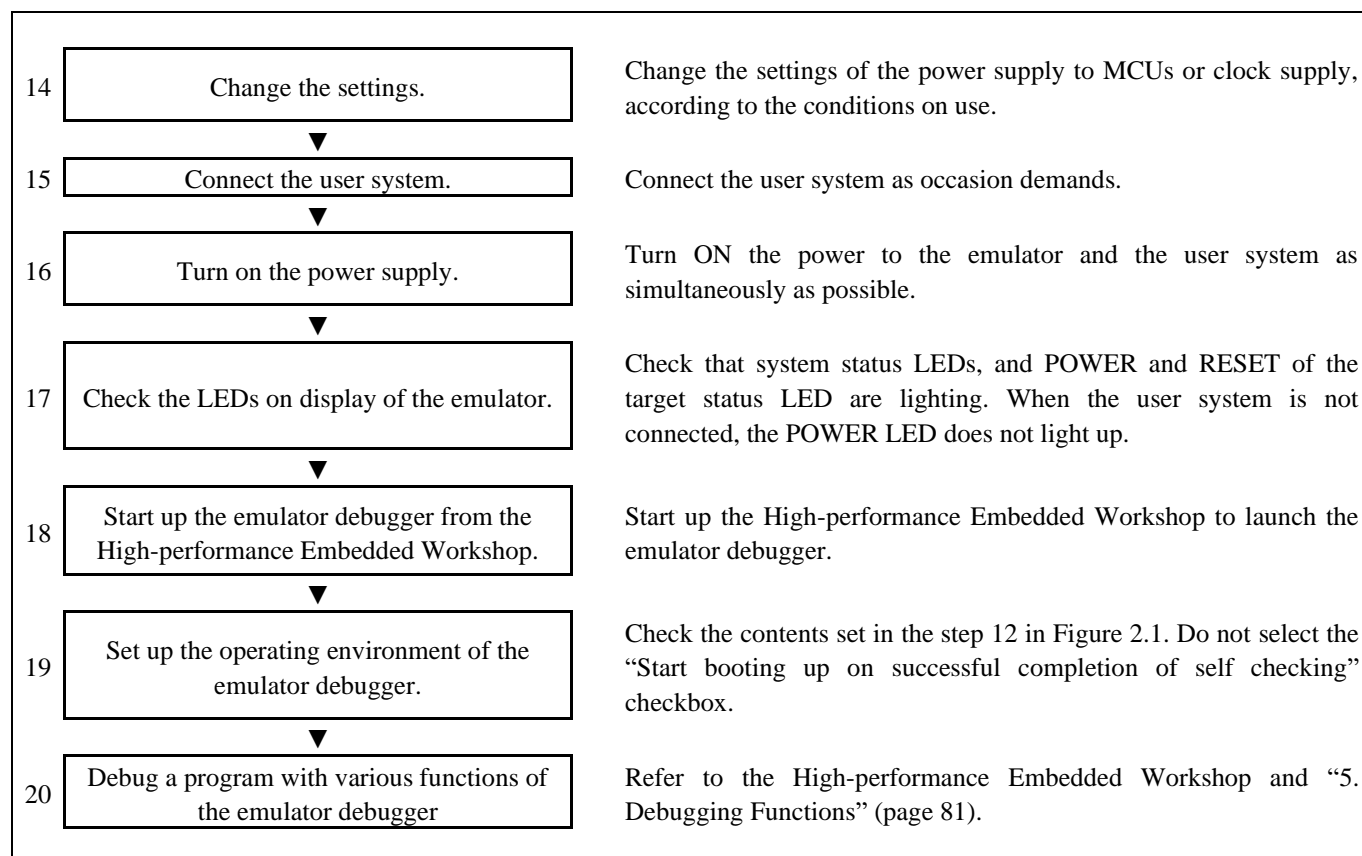 14
Change the settings.
Change the settings of the power supply to MCUs or clock supply,
according to the conditions on use.
▼
15
Connect the user system.
Connect the user system as occasion demands.
▼
16
Turn on the power supply.
Turn ON the power to the emulator and the user system as
simultaneously as possible.
▼
17
Check the LEDs on display of the emulator.
Check that system status LEDs, and POWER and RESET of the
target status LED are lighting. When the user system is not
connected, the POWER LED does not light up.
▼
18
Start up the emulator debugger from the
High-performance Embedded Workshop.
Start up the High-performance Embedded Workshop to launch the
emulator debugger.
▼
19
Set up the operating environment of the
emulator debugger.
Check the contents set in the step 12 in Figure 2.1. Do not select the
“Start booting up on successful completion of self checking”
checkbox.
▼
20
Debug a program with various functions of
the emulator debugger
Refer to the High-performance Embedded Workshop and “5.
Debugging Functions” (page 81).